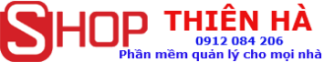 SHOP THIÊN HÀ
0912 084 206
Phần mềm quản lý cho mọi nhà